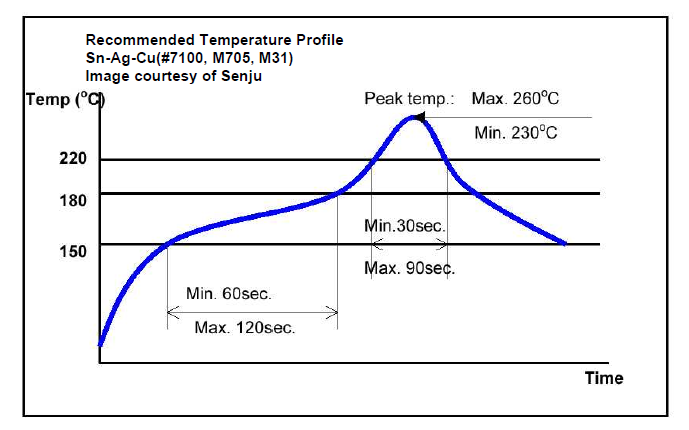 Recommended Temperature Profile
Sn-Ag-Cu(#7100, M705, M31)
Image courtesy of Senju
Temp (°C)
Peak temp.: Max. 260°C
Min. 230°C
220
180
Min.30sec.
150
Max. 90sec.
Min. 60sec.
Max. 120sec.
Time